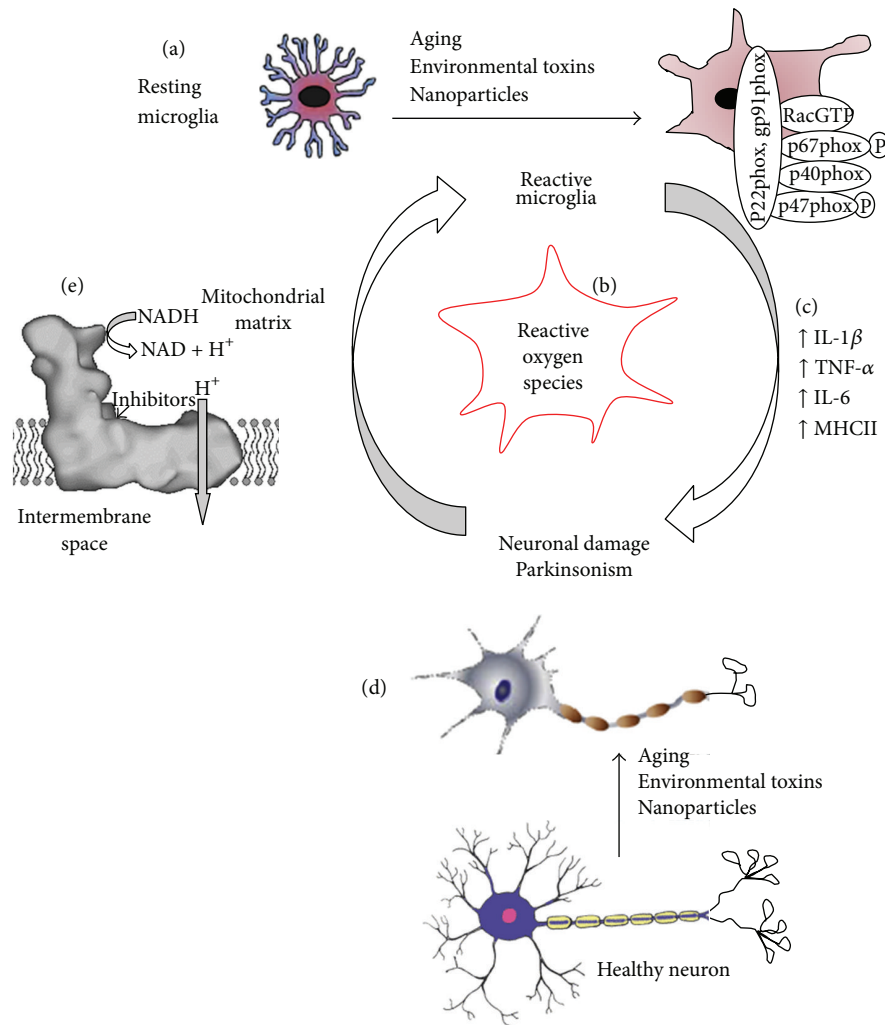 (a)
Resting
microglia
Aging
Environmental toxins
Nanoparticles
P22phox, gp91phox
RacGTP
p67phox
P
p40phox
p47phox
P
Reactive
microglia
(b)
Reactive
oxygen
species
(c)
↑ IL-1β
↑ TNF-α
↑ IL-6
↑ MHCII
(e)
NADH
Mitochondrial
matrix
NAD + H⁺
Inhibitors
H⁺
Intermembrane
space
Neuronal damage
Parkinsonism
(d)
Aging
Environmental toxins
Nanoparticles
Healthy neuron